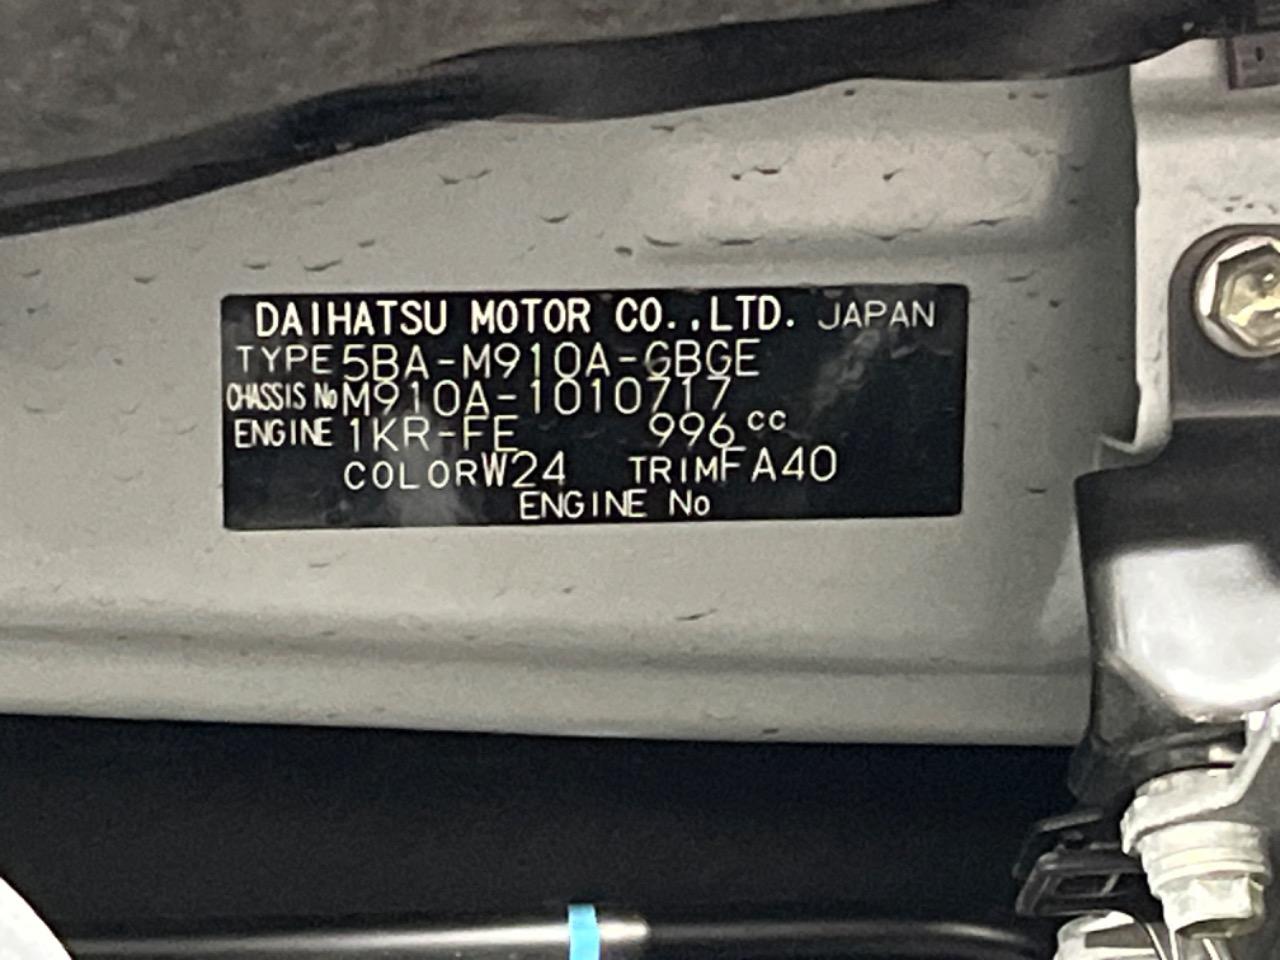 DAIHATSU MOTOR CO.,LTD. JAPAN
TYPE 5BA-M910A-GBGE
CHASSIS No M910A-1010717
ENGINE 1KR-FE 996cc
COLOR W24 TRIM FA40
ENGINE No